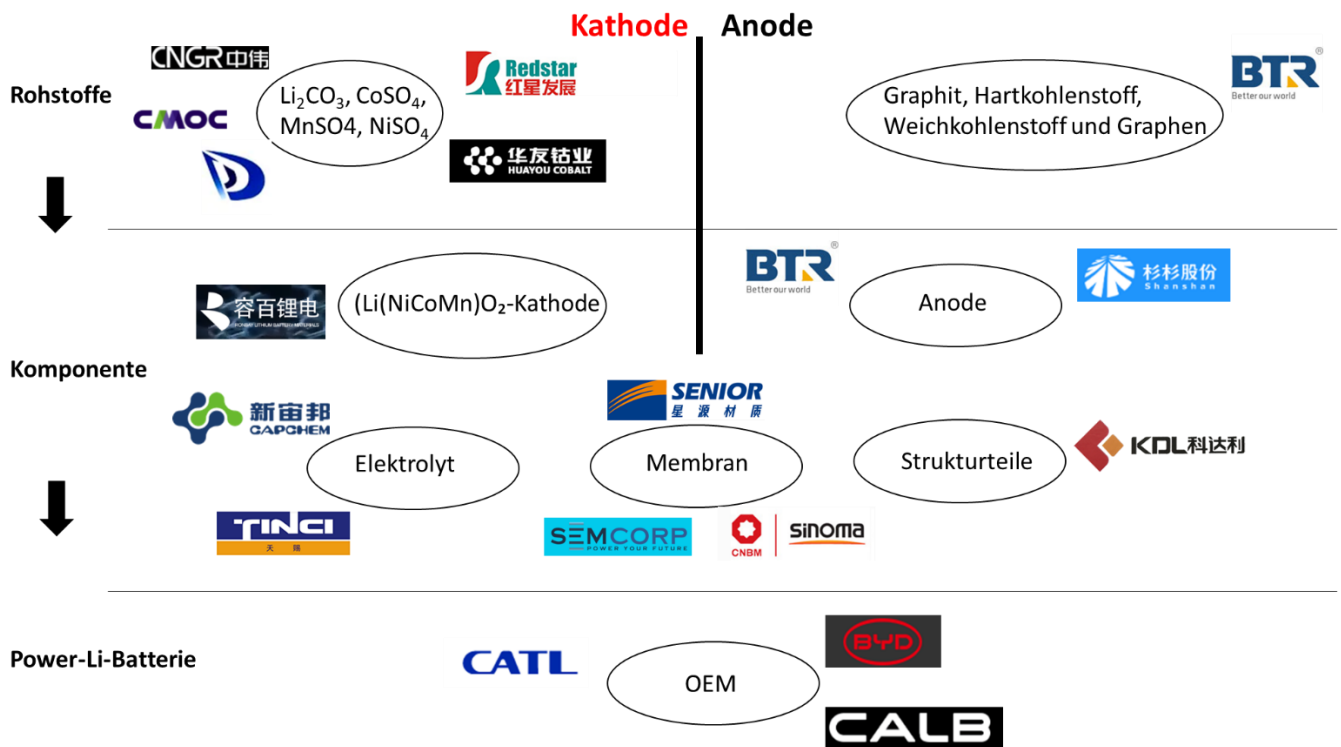 Kathode Anode
CNGR中伟
Redstar
红星发展
BTR®
Better our world
Rohstoffe
Li₂CO₃, CoSO₄,
MnSO4, NiSO₄
Graphit, Hartkohlenstoff,
Weichkohlenstoff und Graphen
CMOC
华友钴业
HUAYOU COBALT
BTR®
Better our world
杉杉股份
Shanshan
容百锂电
RONBAY LITHIUM BATTERY MATERIALS
(Li(NiCoMn)O₂-Kathode
Anode
Komponente
SENIOR
星源材质
新宙邦
CAPCHEM
KDL科达利
Elektrolyt
Membran
Strukturteile
TINCI
天赐
SEMCORP
POWER YOUR FUTURE
CNBM
sinoma
BYD
Power-Li-Batterie
CATL
OEM
CALB